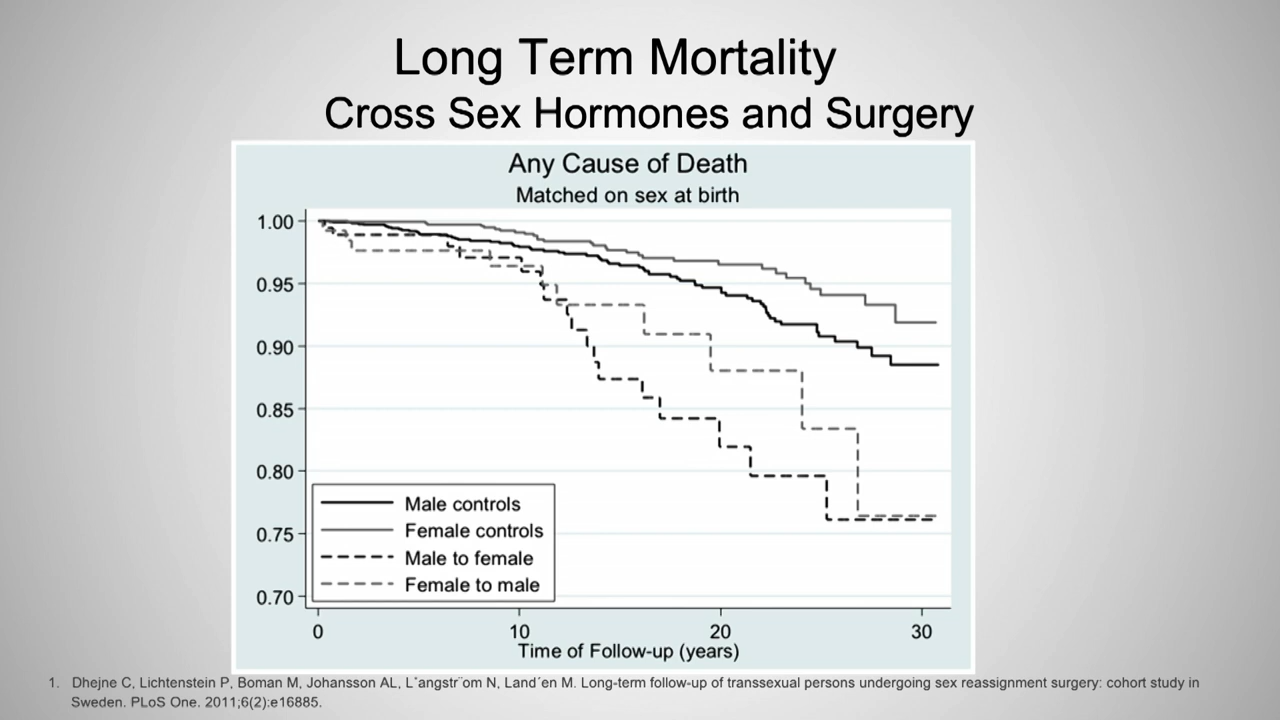 Long Term Mortality
Cross Sex Hormones and Surgery
Any Cause of Death
Matched on sex at birth
1.00
0.95
0.90
0.85
0.80
0.75
0.70
Male controls
Female controls
Male to female
Female to male
0 10 20 30
Time of Follow-up (years)
1. Dhejne C, Lichtenstein P, Boman M, Johansson AL, L˚angstr¨om N, Land´en M. Long-term follow-up of transsexual persons undergoing sex reassignment surgery: cohort study in
Sweden. PLoS One. 2011;6(2):e16885.